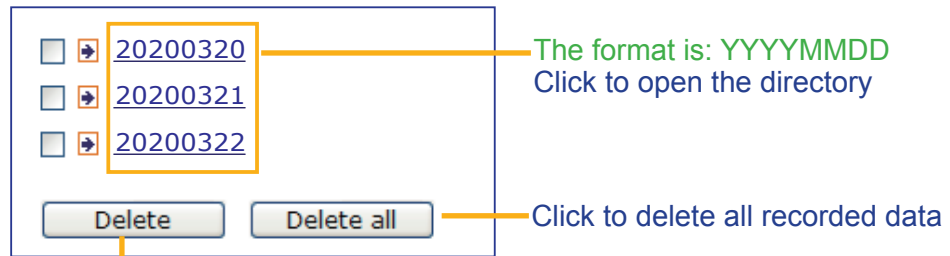 20200320
The format is: YYYYMMDD
Click to open the directory
20200321
20200322
Delete
Delete all
Click to delete all recorded data